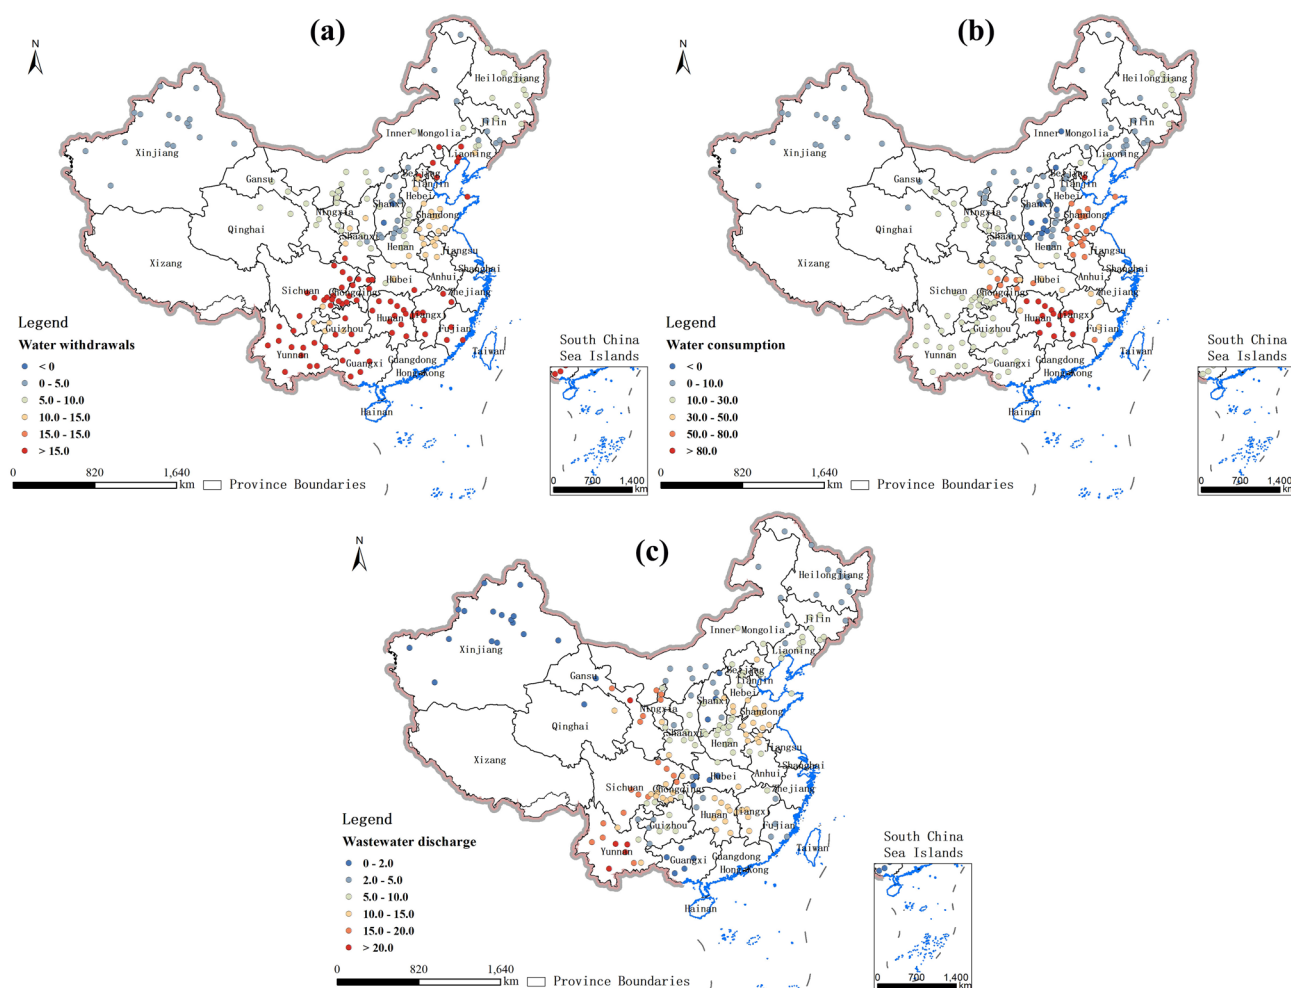 (a)
N
Heilongjiang
Jilin
Inner Mongolia
Liaoning
Xinjiang
Gansu
Beijing
Tianjin
Hebei
Ningxia
Shanxi
Shandong
Qinghai
Shaanxi
Henan
Jiangsu
Xizang
Shanghai
Anhui
Sichuan
Chongqing
Hubei
Zhejiang
Hunan
Jiangxi
Guizhou
Fujian
Yunnan
Guangxi
Guangdong
Taiwan
Hong Kong
Hainan
Legend
Water withdrawals
< 0
0 - 5.0
5.0 - 10.0
10.0 - 15.0
15.0 - 15.0
> 15.0
0 820 1,640
km
Province Boundaries
South China
Sea Islands
0 700 1,400
km
(b)
N
Heilongjiang
Jilin
Inner Mongolia
Liaoning
Xinjiang
Gansu
Beijing
Tianjin
Hebei
Ningxia
Shanxi
Shandong
Qinghai
Shaanxi
Henan
Jiangsu
Xizang
Shanghai
Anhui
Sichuan
Chongqing
Hubei
Zhejiang
Hunan
Jiangxi
Guizhou
Fujian
Yunnan
Guangxi
Guangdong
Taiwan
Hong Kong
Hainan
Legend
Water consumption
< 0
0 - 10.0
10.0 - 30.0
30.0 - 50.0
50.0 - 80.0
> 80.0
0 820 1,640
km
Province Boundaries
South China
Sea Islands
0 700 1,400
km
(c)
N
Heilongjiang
Jilin
Inner Mongolia
Liaoning
Xinjiang
Gansu
Beijing
Tianjin
Hebei
Ningxia
Shanxi
Shandong
Qinghai
Shaanxi
Henan
Jiangsu
Xizang
Shanghai
Anhui
Sichuan
Chongqing
Hubei
Zhejiang
Hunan
Jiangxi
Guizhou
Fujian
Yunnan
Guangxi
Guangdong
Taiwan
Hong Kong
Hainan
Legend
Wastewater discharge
0 - 2.0
2.0 - 5.0
5.0 - 10.0
10.0 - 15.0
15.0 - 20.0
> 20.0
0 820 1,640
km
Province Boundaries
South China
Sea Islands
0 700 1,400
km